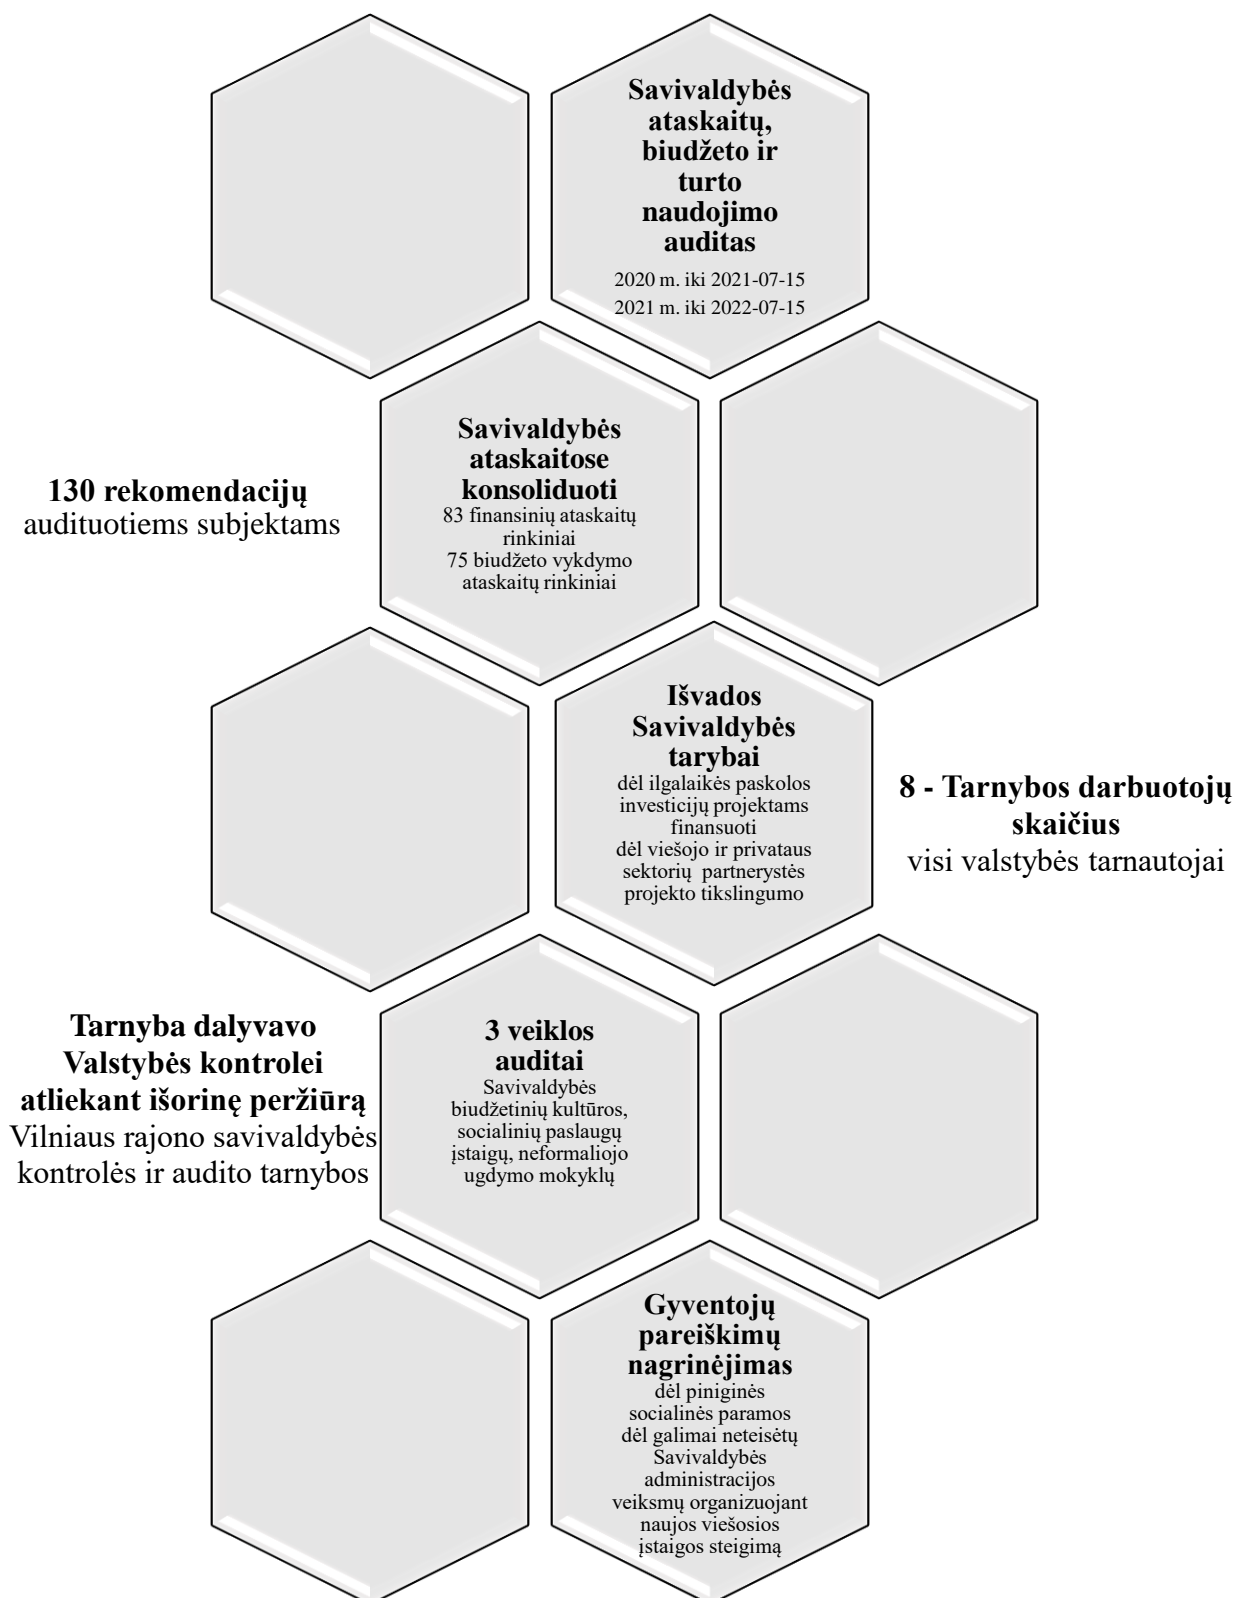 Savivaldybės
ataskaitų,
biudžeto ir
turto
naudojimo
auditas
2020 m. iki 2021-07-15
2021 m. iki 2022-07-15
130 rekomendacijų
audituotiems subjektams
Savivaldybės
ataskaitose
konsoliduoti
83 finansinių ataskaitų
rinkiniai
75 biudžeto vykdymo
ataskaitų rinkiniai
Išvados
Savivaldybės
tarybai
dėl ilgalaikės paskolos
investicijų projektams
finansuoti
dėl viešojo ir privataus
sektorių partnerystės
projekto tikslingumo
8 - Tarnybos darbuotojų
skaičius
visi valstybės tarnautojai
Tarnyba dalyvavo
Valstybės kontrolei
atliekant išorinę peržiūrą
Vilniaus rajono savivaldybės
kontrolės ir audito tarnybos
3 veiklos
auditai
Savivaldybės
biudžetinių kultūros,
socialinių paslaugų
įstaigų, neformaliojo
ugdymo mokyklų
Gyventojų
pareiškimų
nagrinėjimas
dėl piniginės
socialinės paramos
dėl galimai neteisėtų
Savivaldybės
administracijos
veiksmų organizuojant
naujos viešosios
įstaigos steigimą